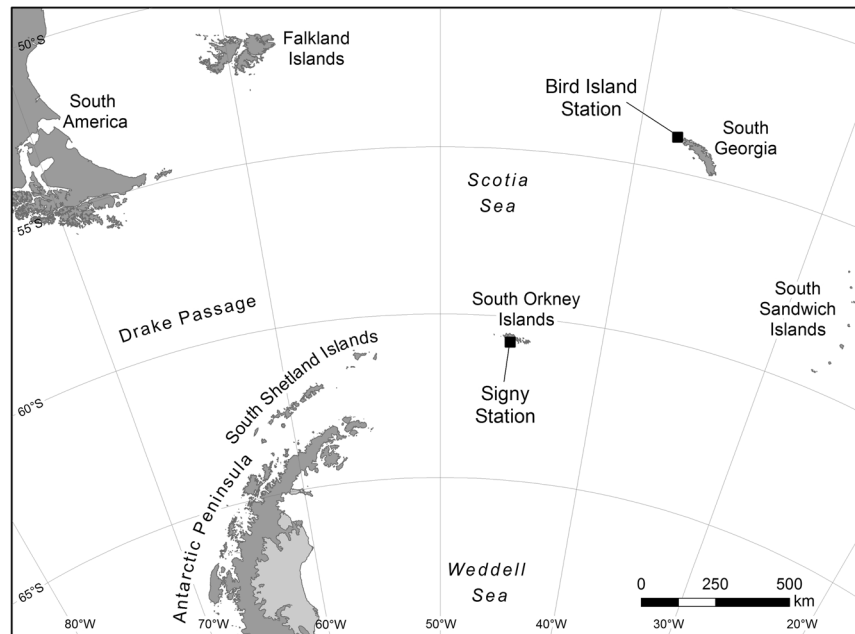 50°S
Falkland
Islands
South
America
Bird Island
Station
South
Georgia
Scotia
Sea
55°S
South Orkney
Islands
South
Sandwich
Islands
Drake Passage
South Shetland Islands
Signy
Station
60°S
Antarctic Peninsula
Weddell
Sea
0 250 500
km
65°S
80°W 70°W 60°W 50°W 40°W 30°W 20°W